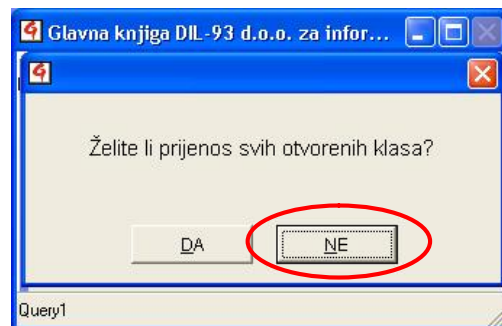 Glavna knjiga DIL-93 d.o.o. za infor...
Želite li prijenos svih otvorenih klasa?
DA
NE
Query1